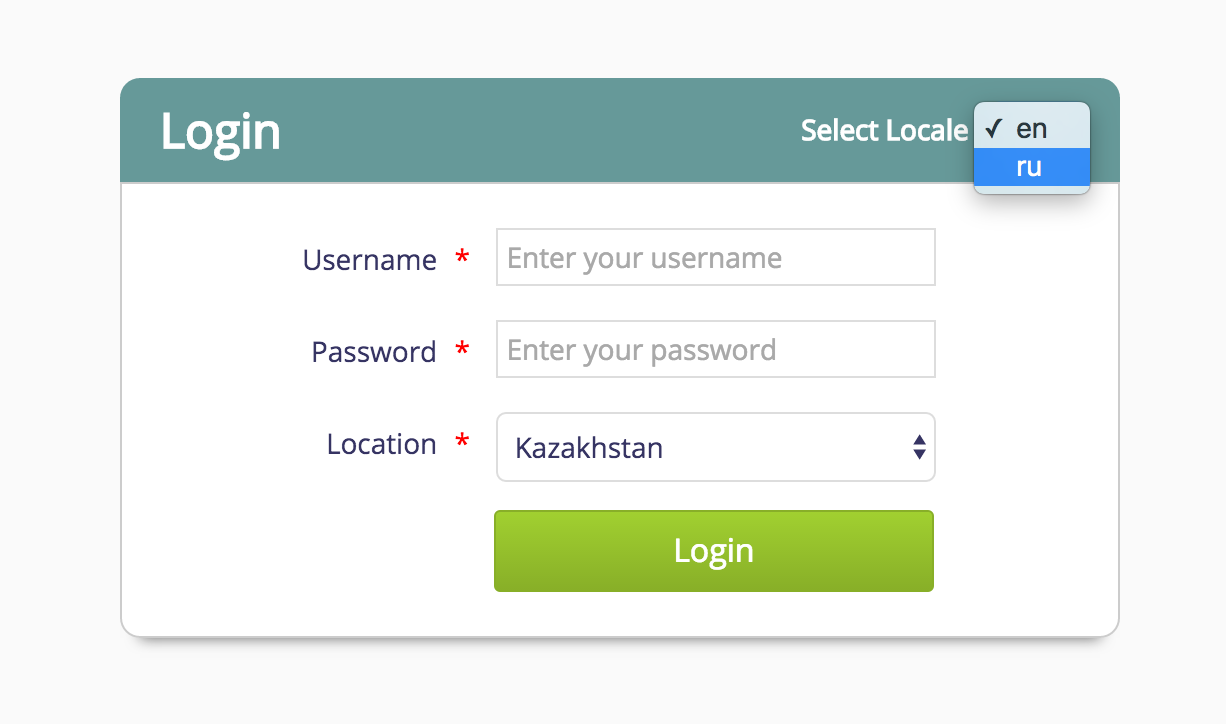 Login
Select Locale ✓ en
ru
Username * Enter your username
Password * Enter your password
Location * Kazakhstan
Login